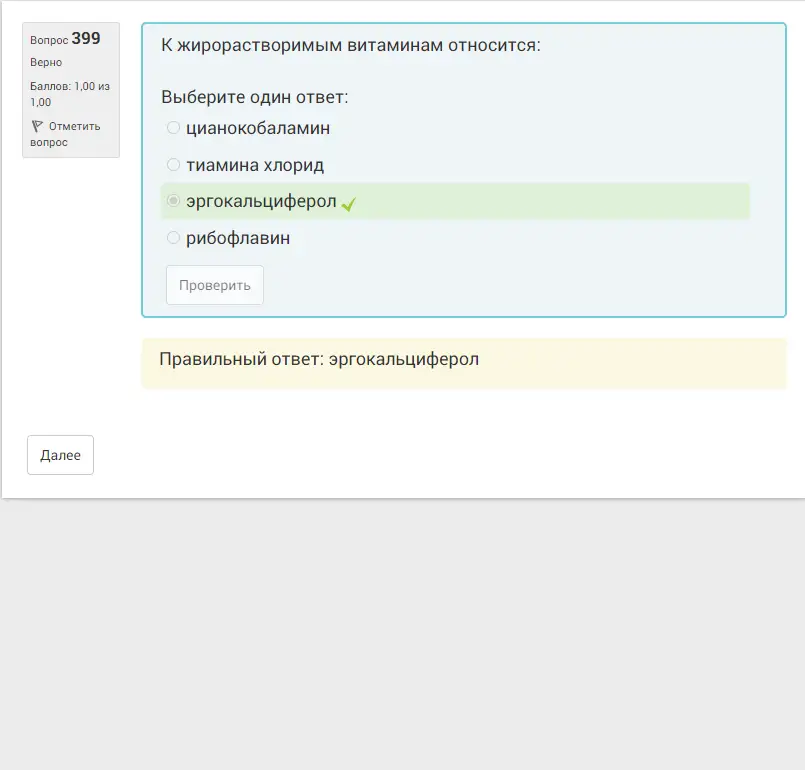 Вопрос 399
Верно
Баллов: 1,00 из
1,00
Отметить
вопрос
К жирорастворимым витаминам относится:
Выберите один ответ:
цианокобаламин
тиамина хлорид
эргокальциферол
рибофлавин
Проверить
Правильный ответ: эргокальциферол
Далее